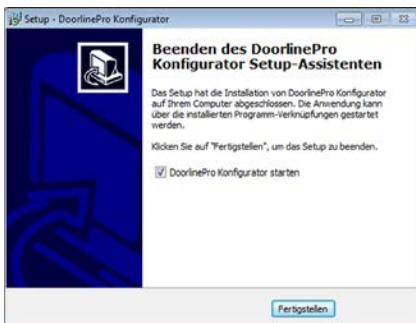 Setup - DoorlinePro Konfigurator
Beenden des DoorlinePro
Konfigurator Setup-Assistenten
Das Setup hat die Installation von DoorlinePro Konfigurator
auf Ihrem Computer abgeschlossen. Die Anwendung kann
über die installierten Programm-Verknüpfungen gestartet
werden.
Klicken Sie auf "Fertigstellen", um das Setup zu beenden.
DoorlinePro Konfigurator starten
Fertigstellen